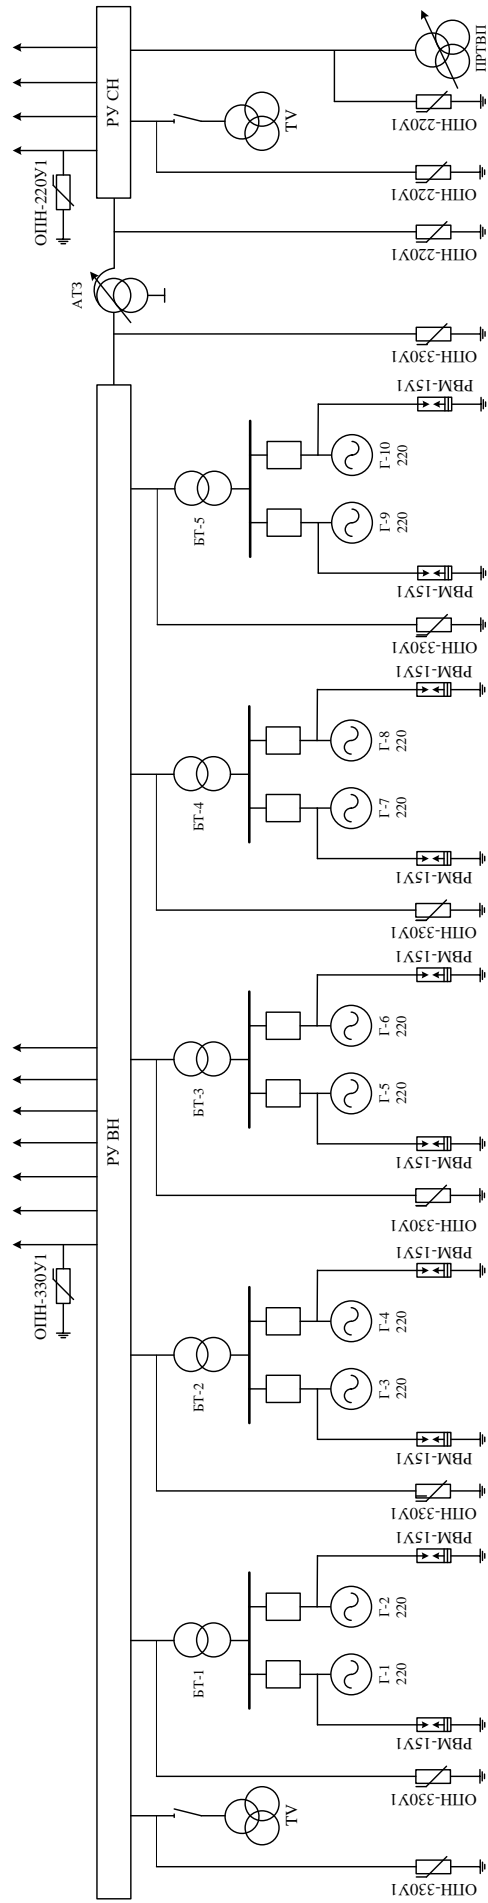 РУ СН
ОПН-220У1
TV
ОПН-220У1
ОПН-220У1
ПРТВП
АТЗ
ОПН-220У1
ОПН-330У1
РУ ВН
БТ-5
Г-10
220
Г-9
220
РВМ-15У1
РВМ-15У1
ОПН-330У1
БТ-4
Г-8
220
Г-7
220
РВМ-15У1
РВМ-15У1
ОПН-330У1
БТ-3
Г-6
220
Г-5
220
РВМ-15У1
РВМ-15У1
ОПН-330У1
ОПН-330У1
БТ-2
Г-4
220
Г-3
220
РВМ-15У1
РВМ-15У1
ОПН-330У1
БТ-1
Г-2
220
Г-1
220
РВМ-15У1
РВМ-15У1
ОПН-330У1
TV
ОПН-330У1